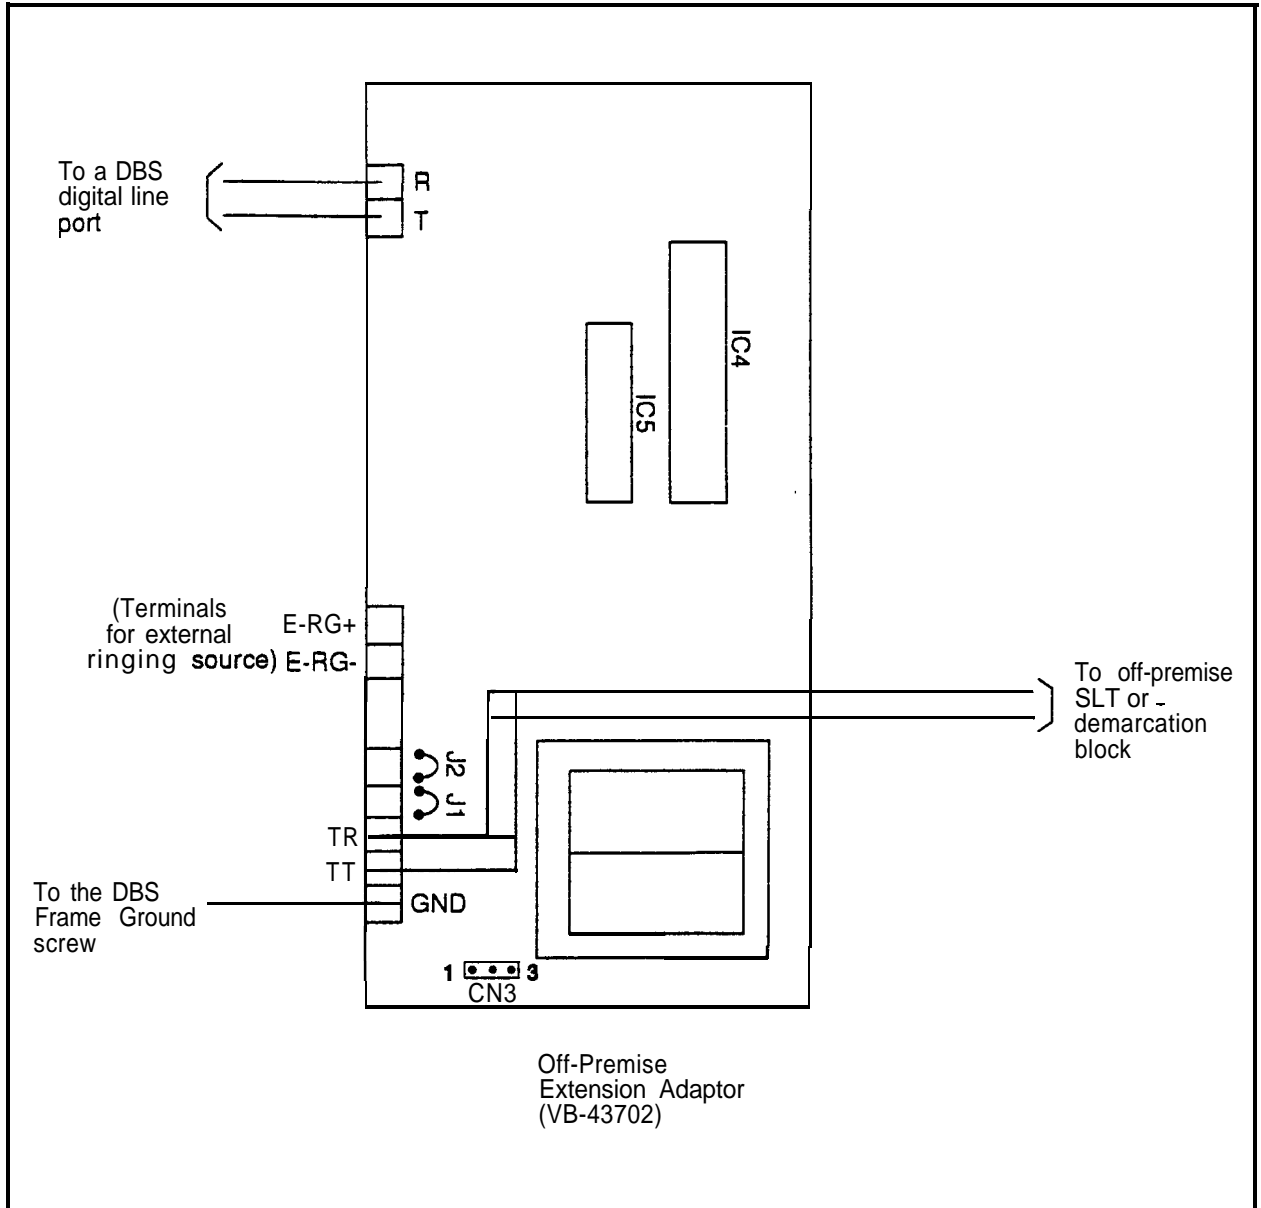 To a DBS
digital line
port
R
T
IC4
IC5
(Terminals
for external
ringing source)
E-RG+
E-RG-
To off-premise
SLT or
demarcation
block
J2
J1
TR
TT
GND
To the DBS
Frame Ground
screw
1
3
CN3
Off-Premise
Extension Adaptor
(VB-43702)